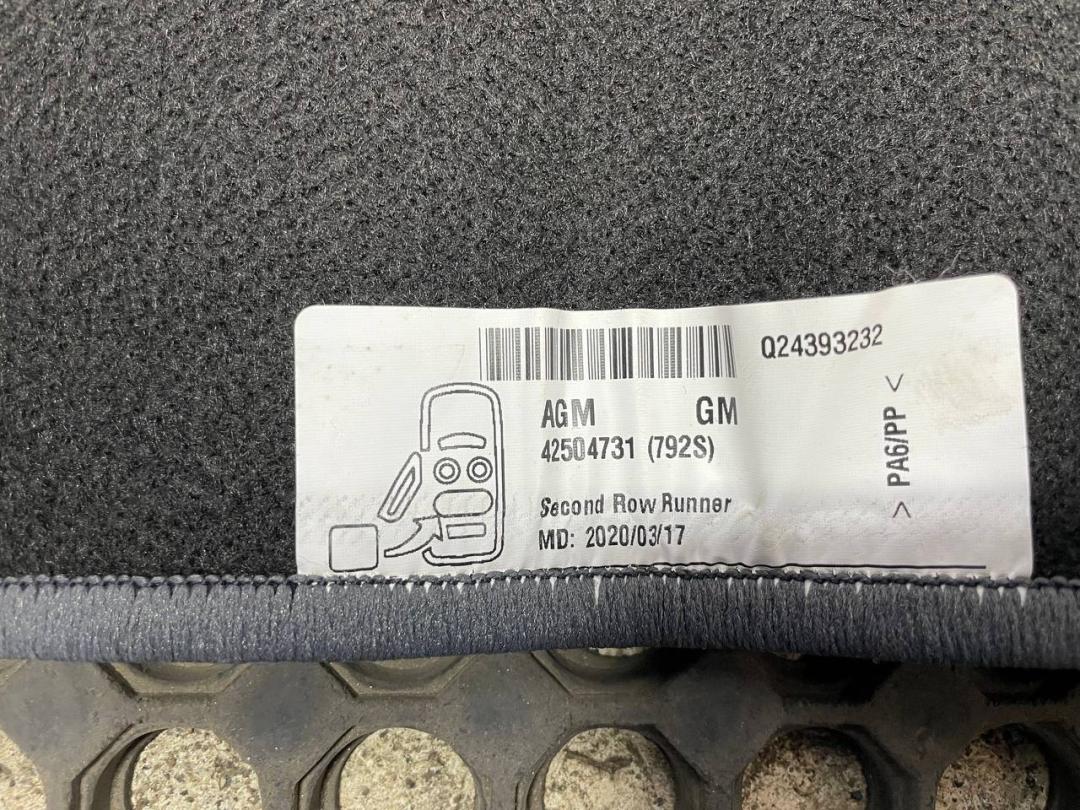 Q24393232
AGM GM
42504731 (792S)
Second Row Runner
MD: 2020/03/17
> PA6/PP <